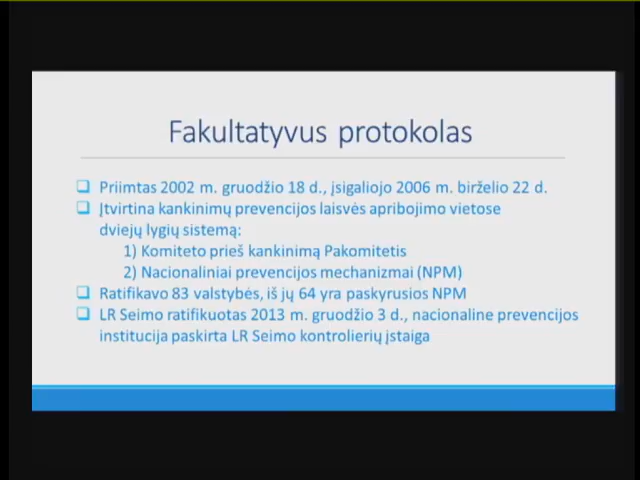 Fakultatyvus protokolas
Priimtas 2002 m. gruodžio 18 d., įsigaliojo 2006 m. birželio 22 d.
Įtvirtina kankinimų prevencijos laisvės apribojimo vietose
dviejų lygių sistemą:
1) Komiteto prieš kankinimą Pakomitetis
2) Nacionaliniai prevencijos mechanizmai (NPM)
Ratifikavo 83 valstybės, iš jų 64 yra paskyrusios NPM
LR Seimo ratifikuotas 2013 m. gruodžio 3 d., nacionaline prevencijos
institucija paskirta LR Seimo kontrolierių įstaiga